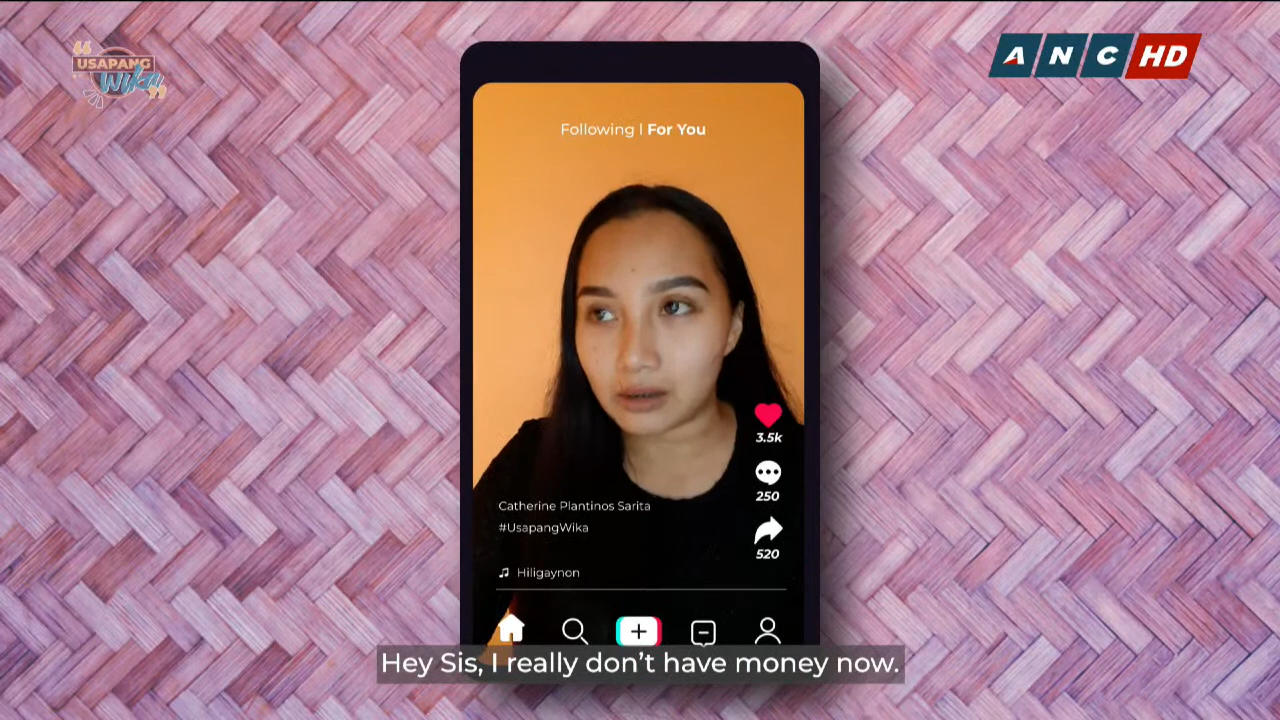 “USAPANG
Wika”
ANC HD
Following | For You
3.5k
250
Catherine Plantinos Sarita
#UsapangWika
520
Hiligaynon
Hey Sis, I really don’t have money now.